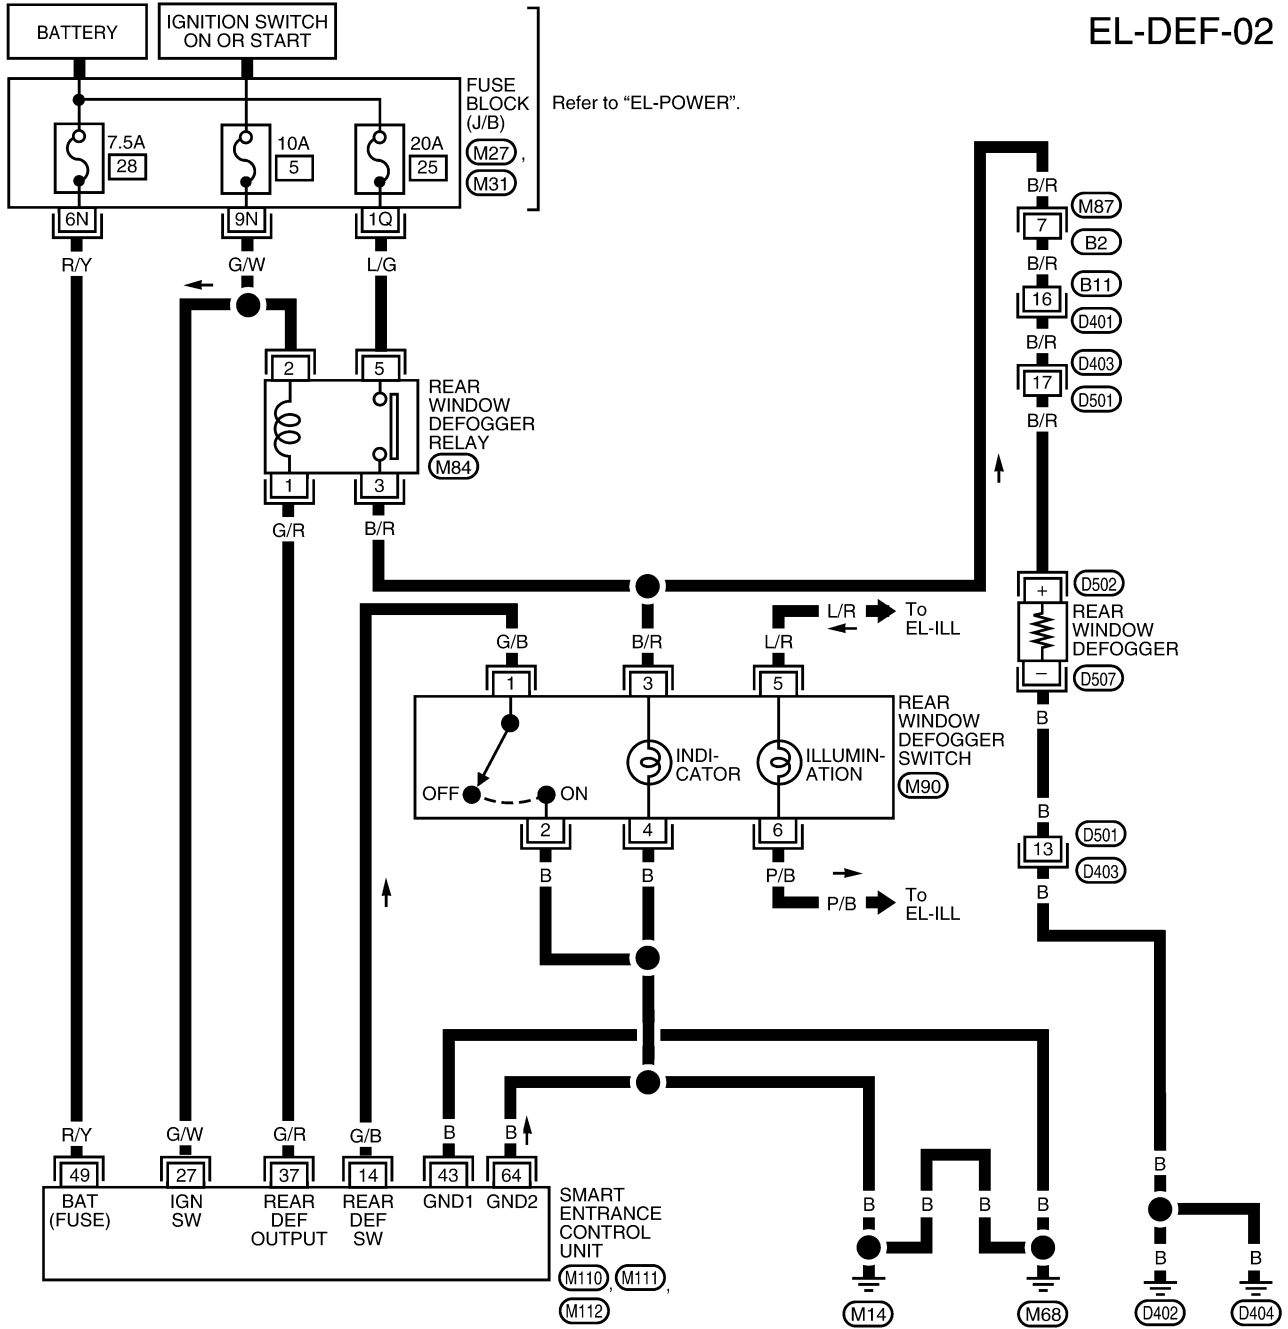 BATTERY
IGNITION SWITCH
ON OR START
EL-DEF-02
FUSE
BLOCK
(J/B)
M27 ,
M31
Refer to “EL-POWER”.
7.5A
28
10A
5
20A
25
6N
9N
1Q
R/Y
G/W
L/G
2
5
REAR
WINDOW
DEFOGGER
RELAY
M84
1
3
G/R
B/R
B/R
7
M87
B2
B/R
16
B11
D401
B/R
17
D403
D501
B/R
+
D502
REAR
WINDOW
DEFOGGER
–
D507
B
B
13
D501
D403
B
G/B
B/R
L/R
L/R
To
EL-ILL
1
3
5
REAR
WINDOW
DEFOGGER
SWITCH
M90
OFF
ON
INDI-
CATOR
ILLUMIN-
ATION
2
4
6
B
B
P/B
P/B
To
EL-ILL
R/Y
G/W
G/R
G/B
B
B
49
27
37
14
43
64
BAT
(FUSE)
IGN
SW
REAR
DEF
OUTPUT
REAR
DEF
SW
GND1
GND2
SMART
ENTRANCE
CONTROL
UNIT
M110 , M111 ,
M112
B
B
B
B
M14
M68
B
B
B
D402
D404